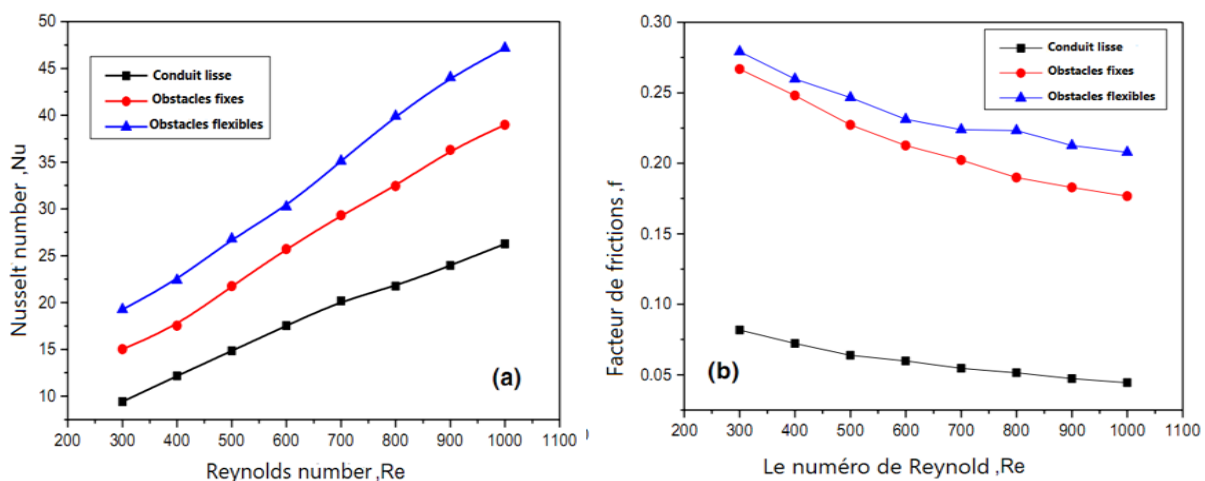 50
45
40
35
30
25
20
15
10
Nusselt number ,Nu
Conduit lisse
Obstacles fixes
Obstacles flexibles
(a)
200 300 400 500 600 700 800 900 1000 1100
Reynolds number ,Re
)
0.30
0.25
0.20
0.15
0.10
0.05
Facteur de frictions ,f
Conduit lisse
Obstacles fixes
Obstacles flexibles
(b)
200 300 400 500 600 700 800 900 1000 1100
Le numéro de Reynold ,Re